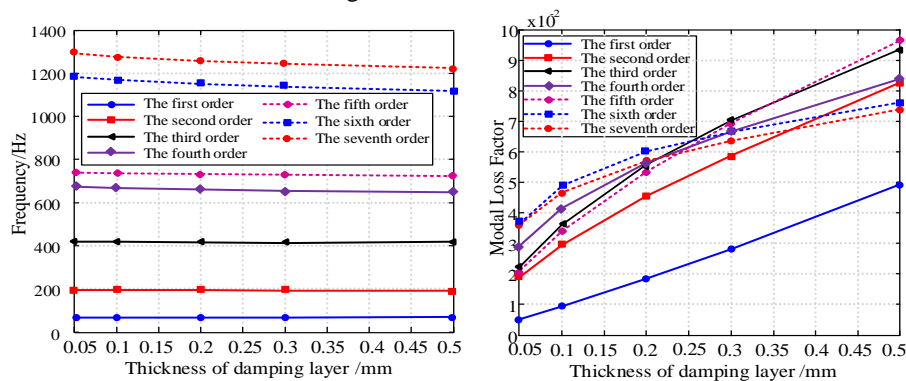 1400
1200
1000
800
600
400
200
0
Frequency/Hz
The first order
The second order
The third order
The fourth order
The fifth order
The sixth order
The seventh order
0.05 0.1 0.15 0.2 0.25 0.3 0.35 0.4 0.45 0.5
Thickness of damping layer /mm
x10²
10
9
8
7
6
5
4
3
2
1
0
Modal Loss Factor
The first order
The second order
The third order
The fourth order
The fifth order
The sixth order
The seventh order
0.05 0.1 0.15 0.2 0.25 0.3 0.35 0.4 0.45 0.5
Thickness of damping layer /mm